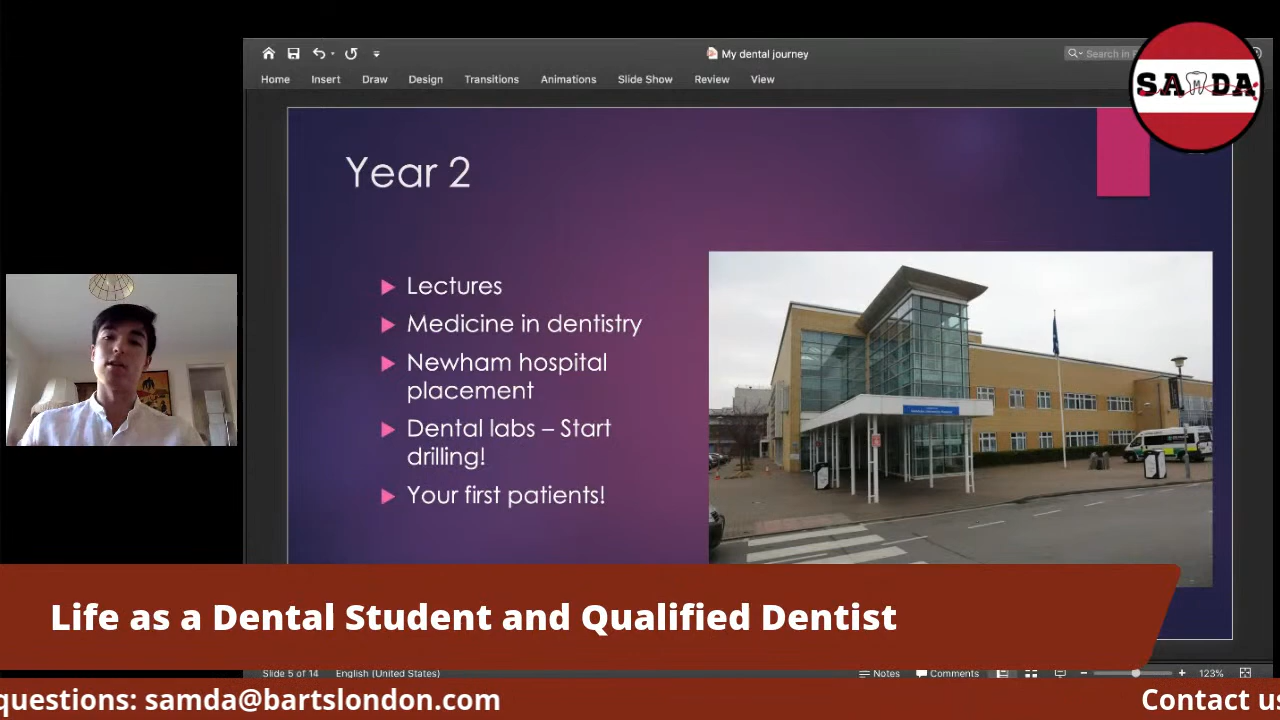 My dental journey
Search in
Home Insert Draw Design Transitions Animations Slide Show Review View
SAMDA
Year 2
Lectures
Medicine in dentistry
Newham hospital
placement
Dental labs – Start
drilling!
Your first patients!
Life as a Dental Student and Qualified Dentist
Slide 5 of 14 English (United States) Notes Comments 123%
questions: samda@bartslondon.com Contact us